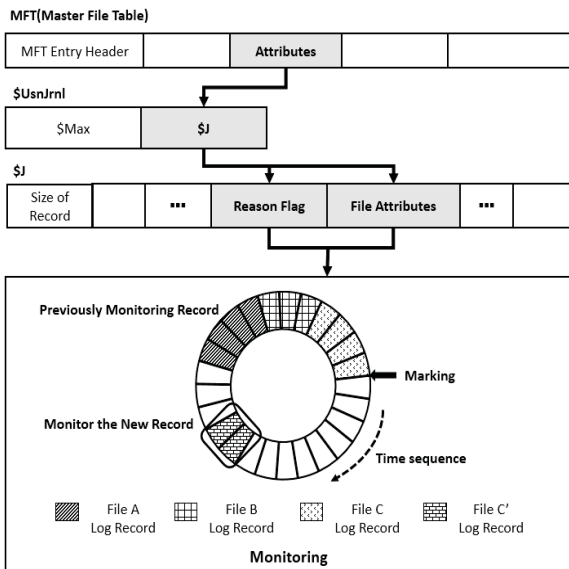 MFT(Master File Table)
MFT Entry Header
Attributes
$UsnJrnl
$Max
$J
$J
Size of
Record
...
Reason Flag
File Attributes
...
Previously Monitoring Record
Marking
Monitor the New Record
Time sequence
File A
Log Record
File B
Log Record
File C
Log Record
File C'
Log Record
Monitoring